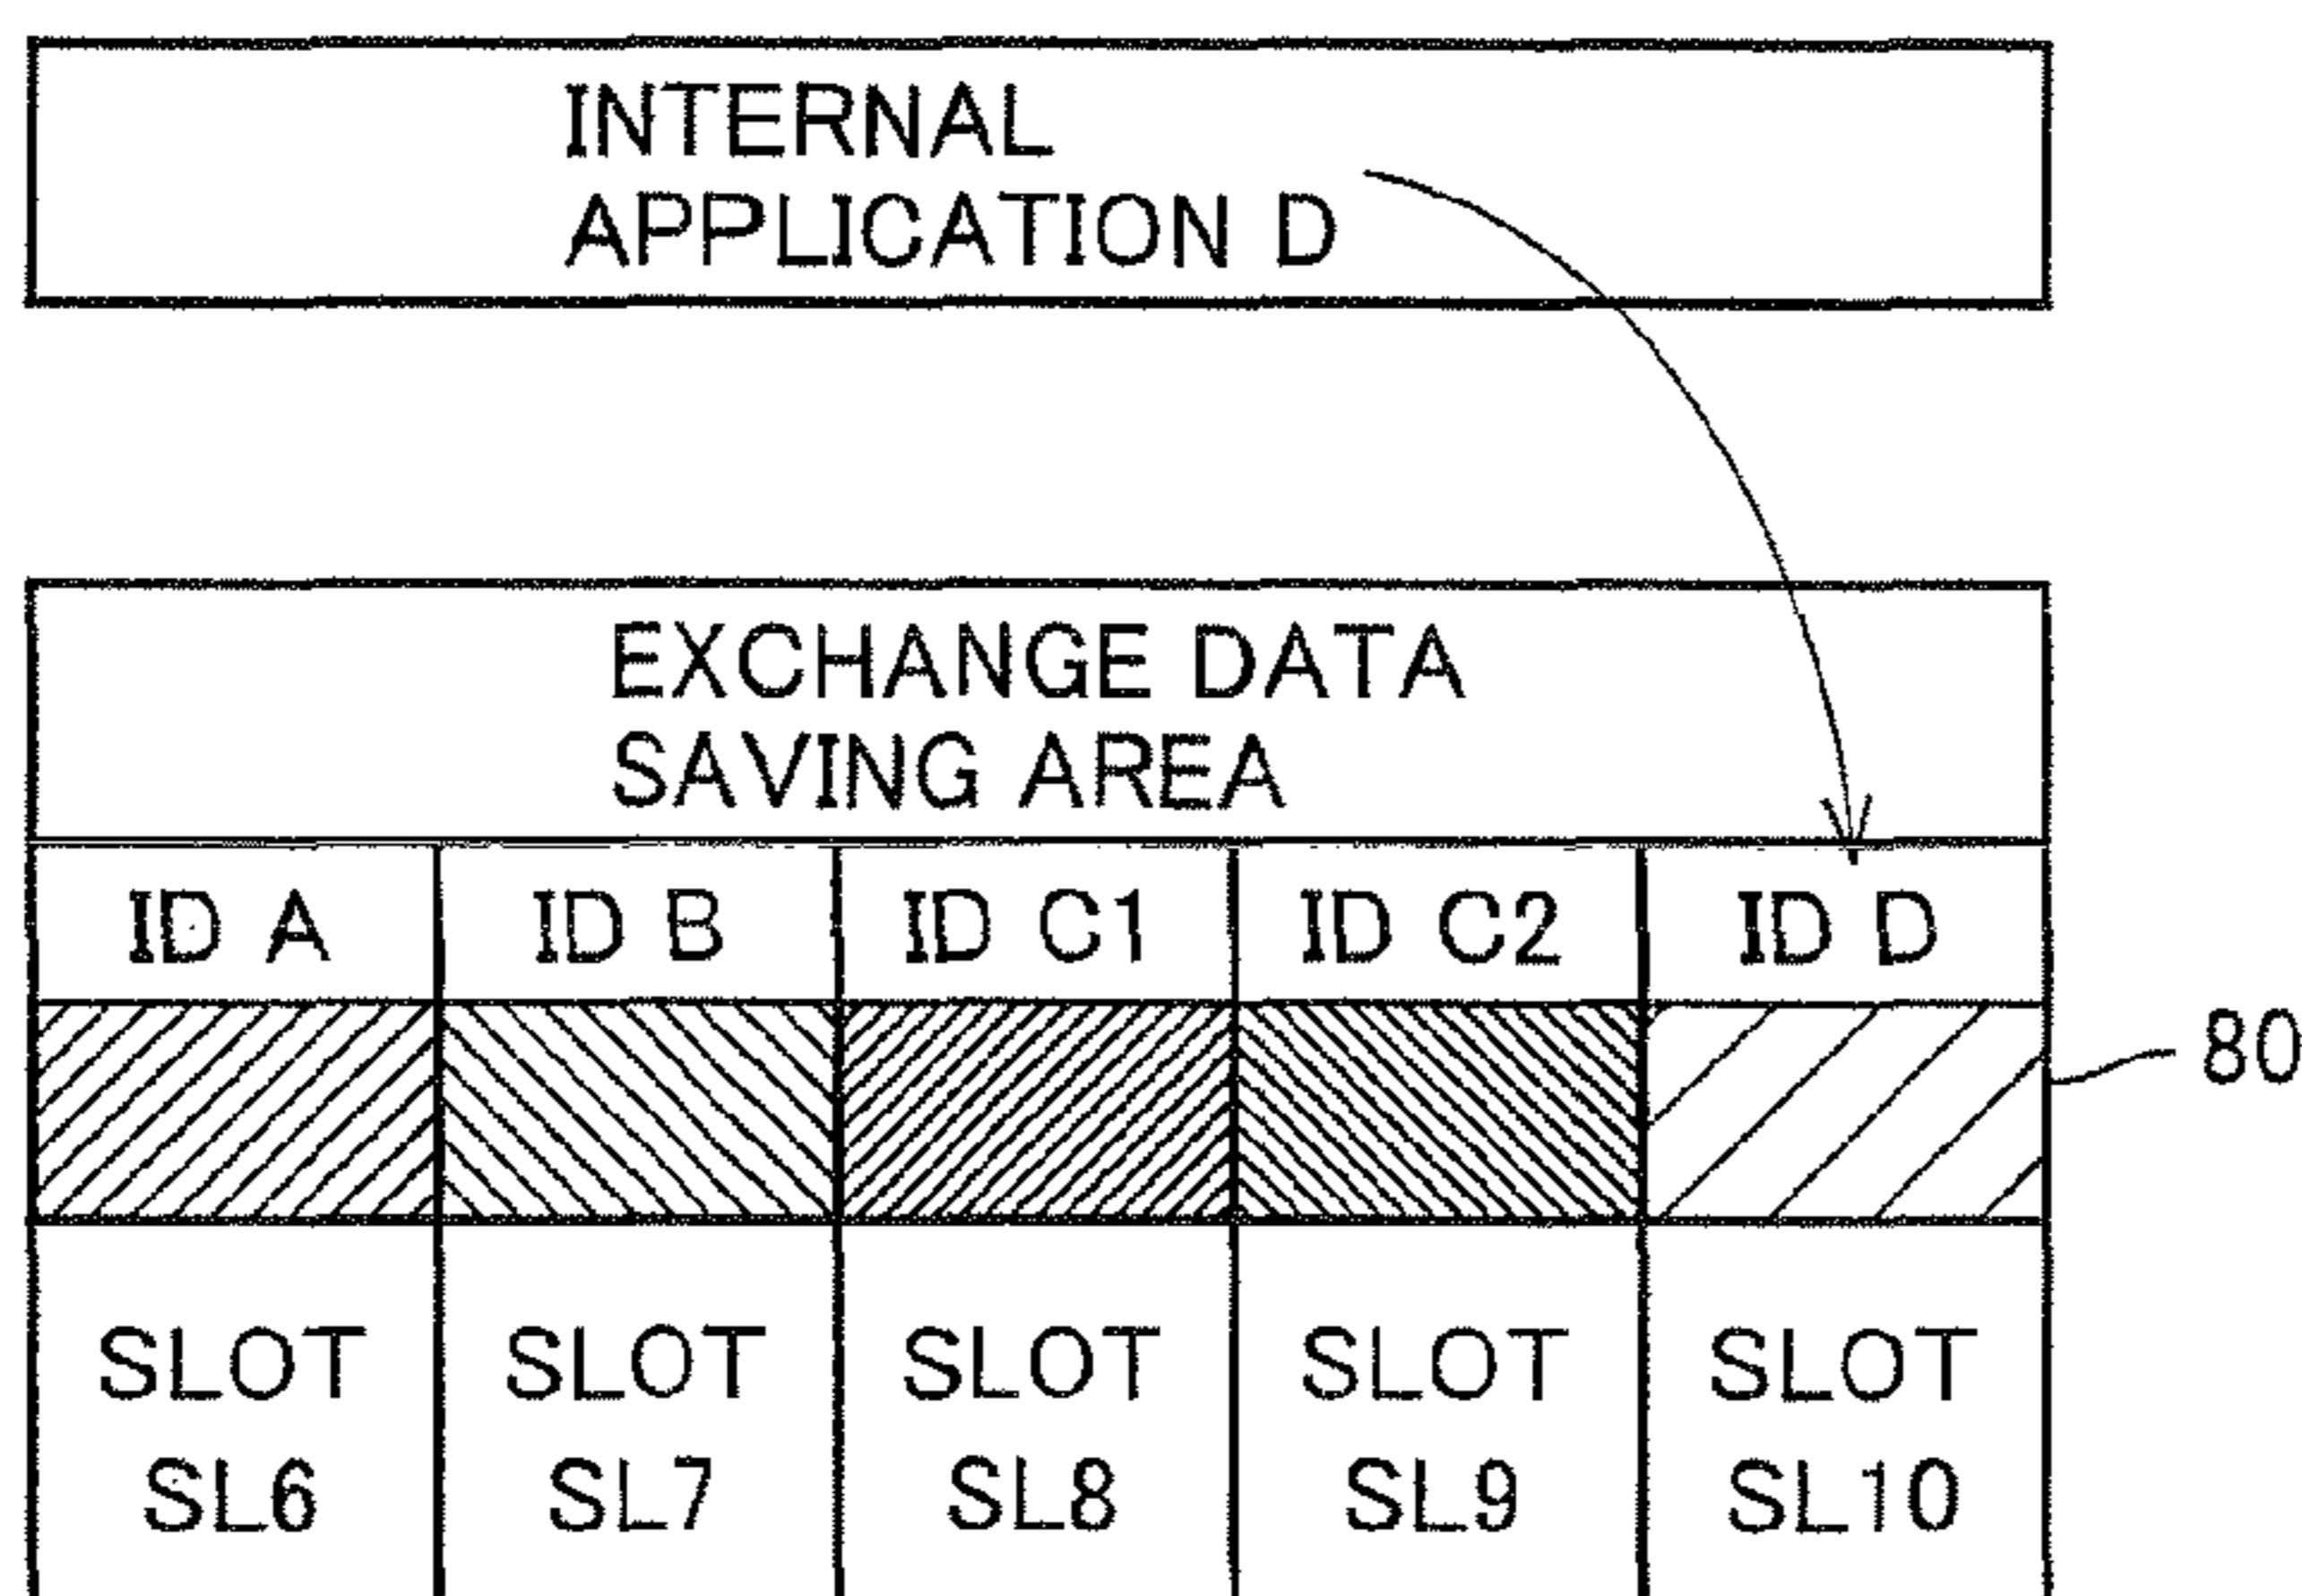 INTERNAL
APPLICATION D
EXCHANGE DATA
SAVING AREA
ID A ID B ID C1 ID C2 ID D
80
SLOT SLOT SLOT SLOT SLOT
SL6 SL7 SL8 SL9 SL10